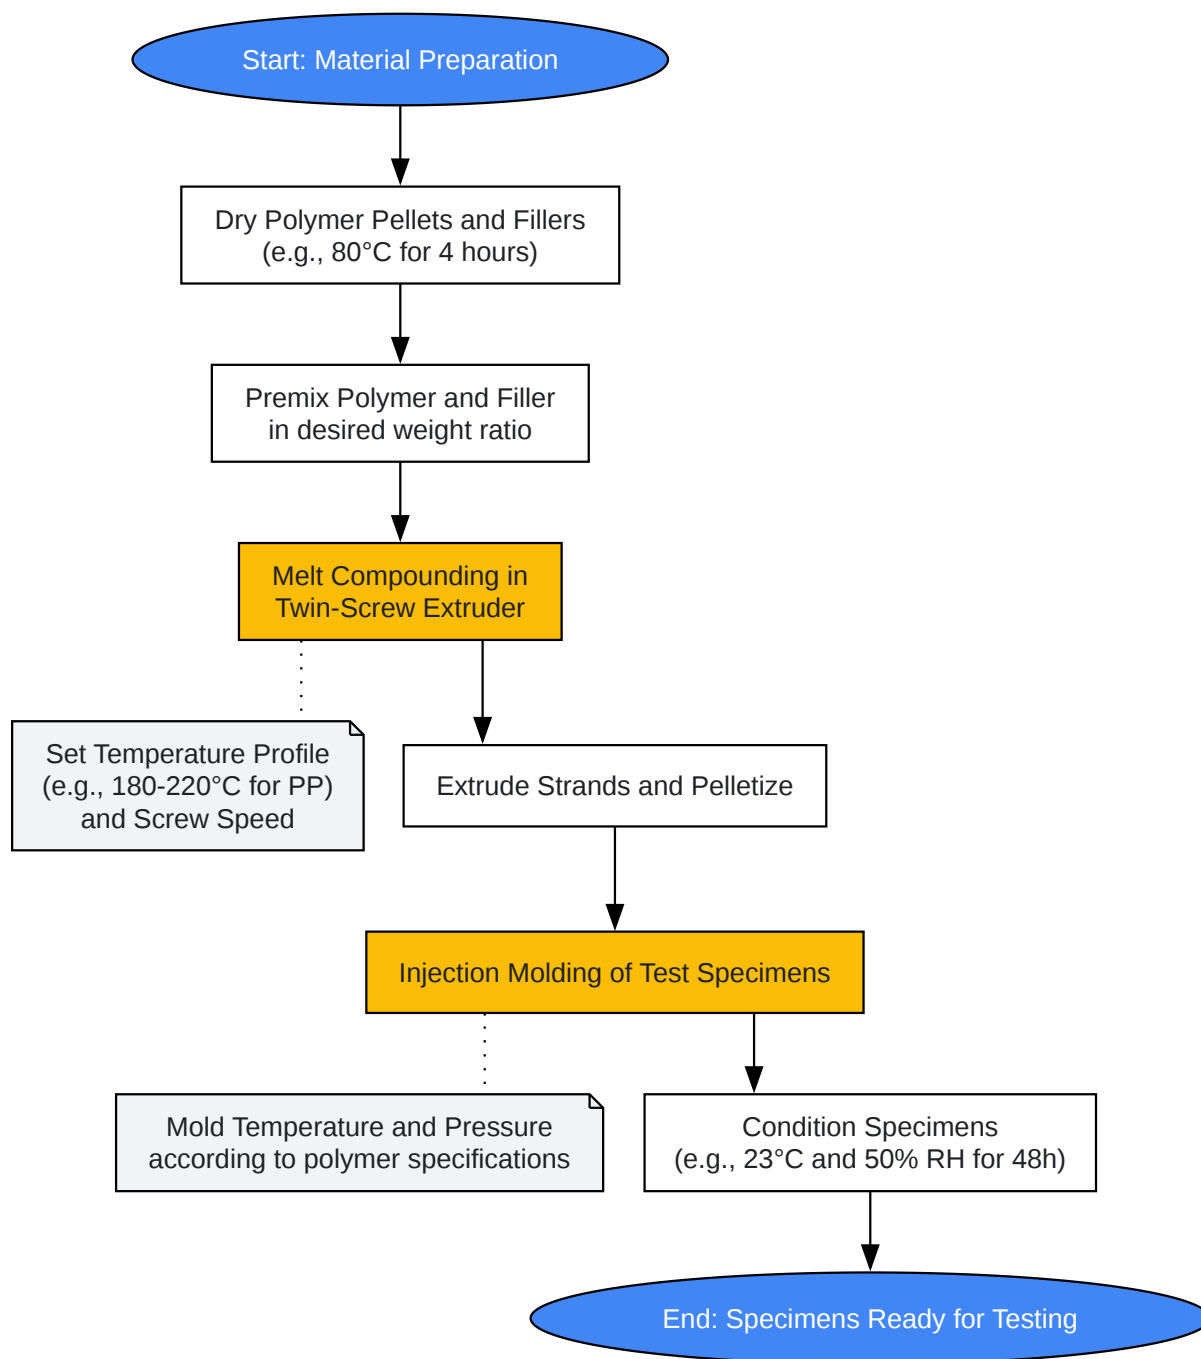 Start: Material Preparation
Dry Polymer Pellets and Fillers
(e.g., 80°C for 4 hours)
Premix Polymer and Filler
in desired weight ratio
Melt Compounding in
Twin-Screw Extruder
Set Temperature Profile
(e.g., 180-220°C for PP)
and Screw Speed
Extrude Strands and Pelletize
Injection Molding of Test Specimens
Mold Temperature and Pressure
according to polymer specifications
Condition Specimens
(e.g., 23°C and 50% RH for 48h)
End: Specimens Ready for Testing